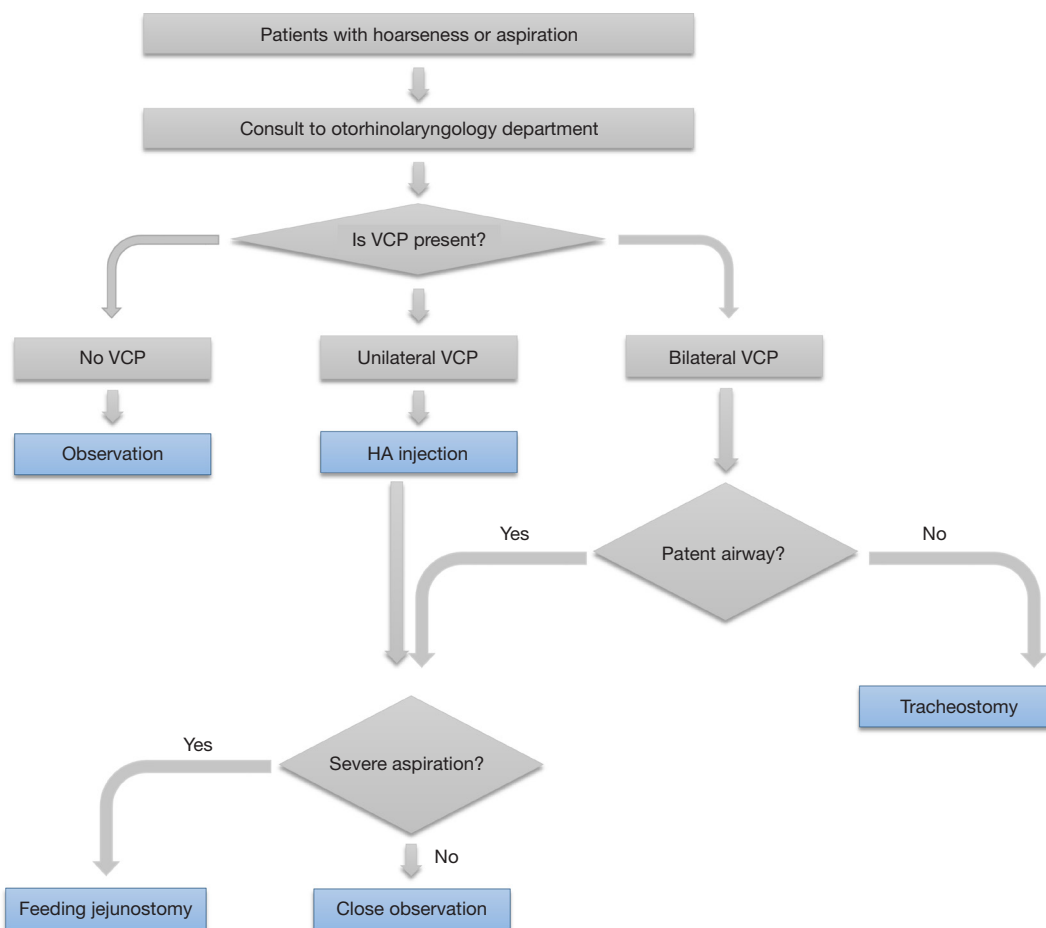 Patients with hoarseness or aspiration
Consult to otorhinolaryngology department
Is VCP present?
No VCP
Unilateral VCP
Bilateral VCP
Observation
HA injection
Yes
No
Patent airway?
Tracheostomy
Yes
Severe aspiration?
No
Feeding jejunostomy
Close observation